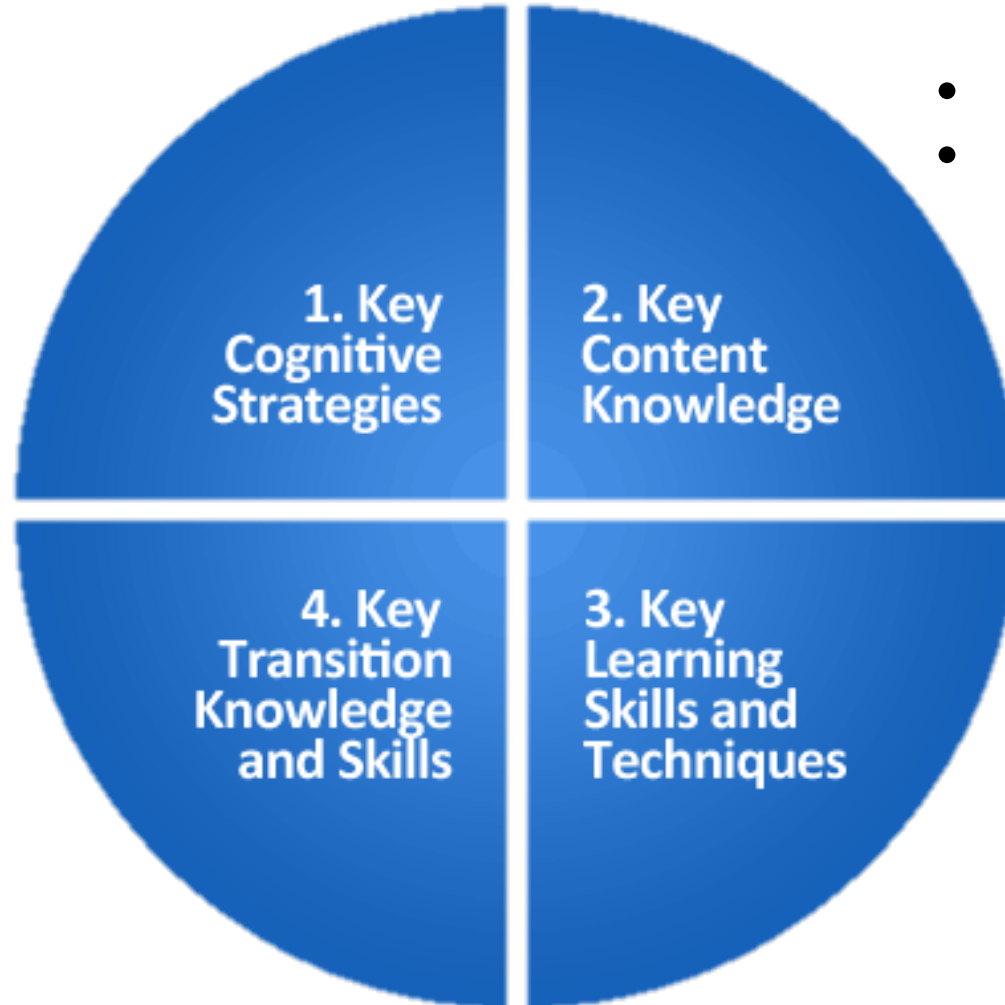 1. Key
Cognitive
Strategies
2. Key
Content
Knowledge
4. Key
Transition
Knowledge
and Skills
3. Key
Learning
Skills and
Techniques